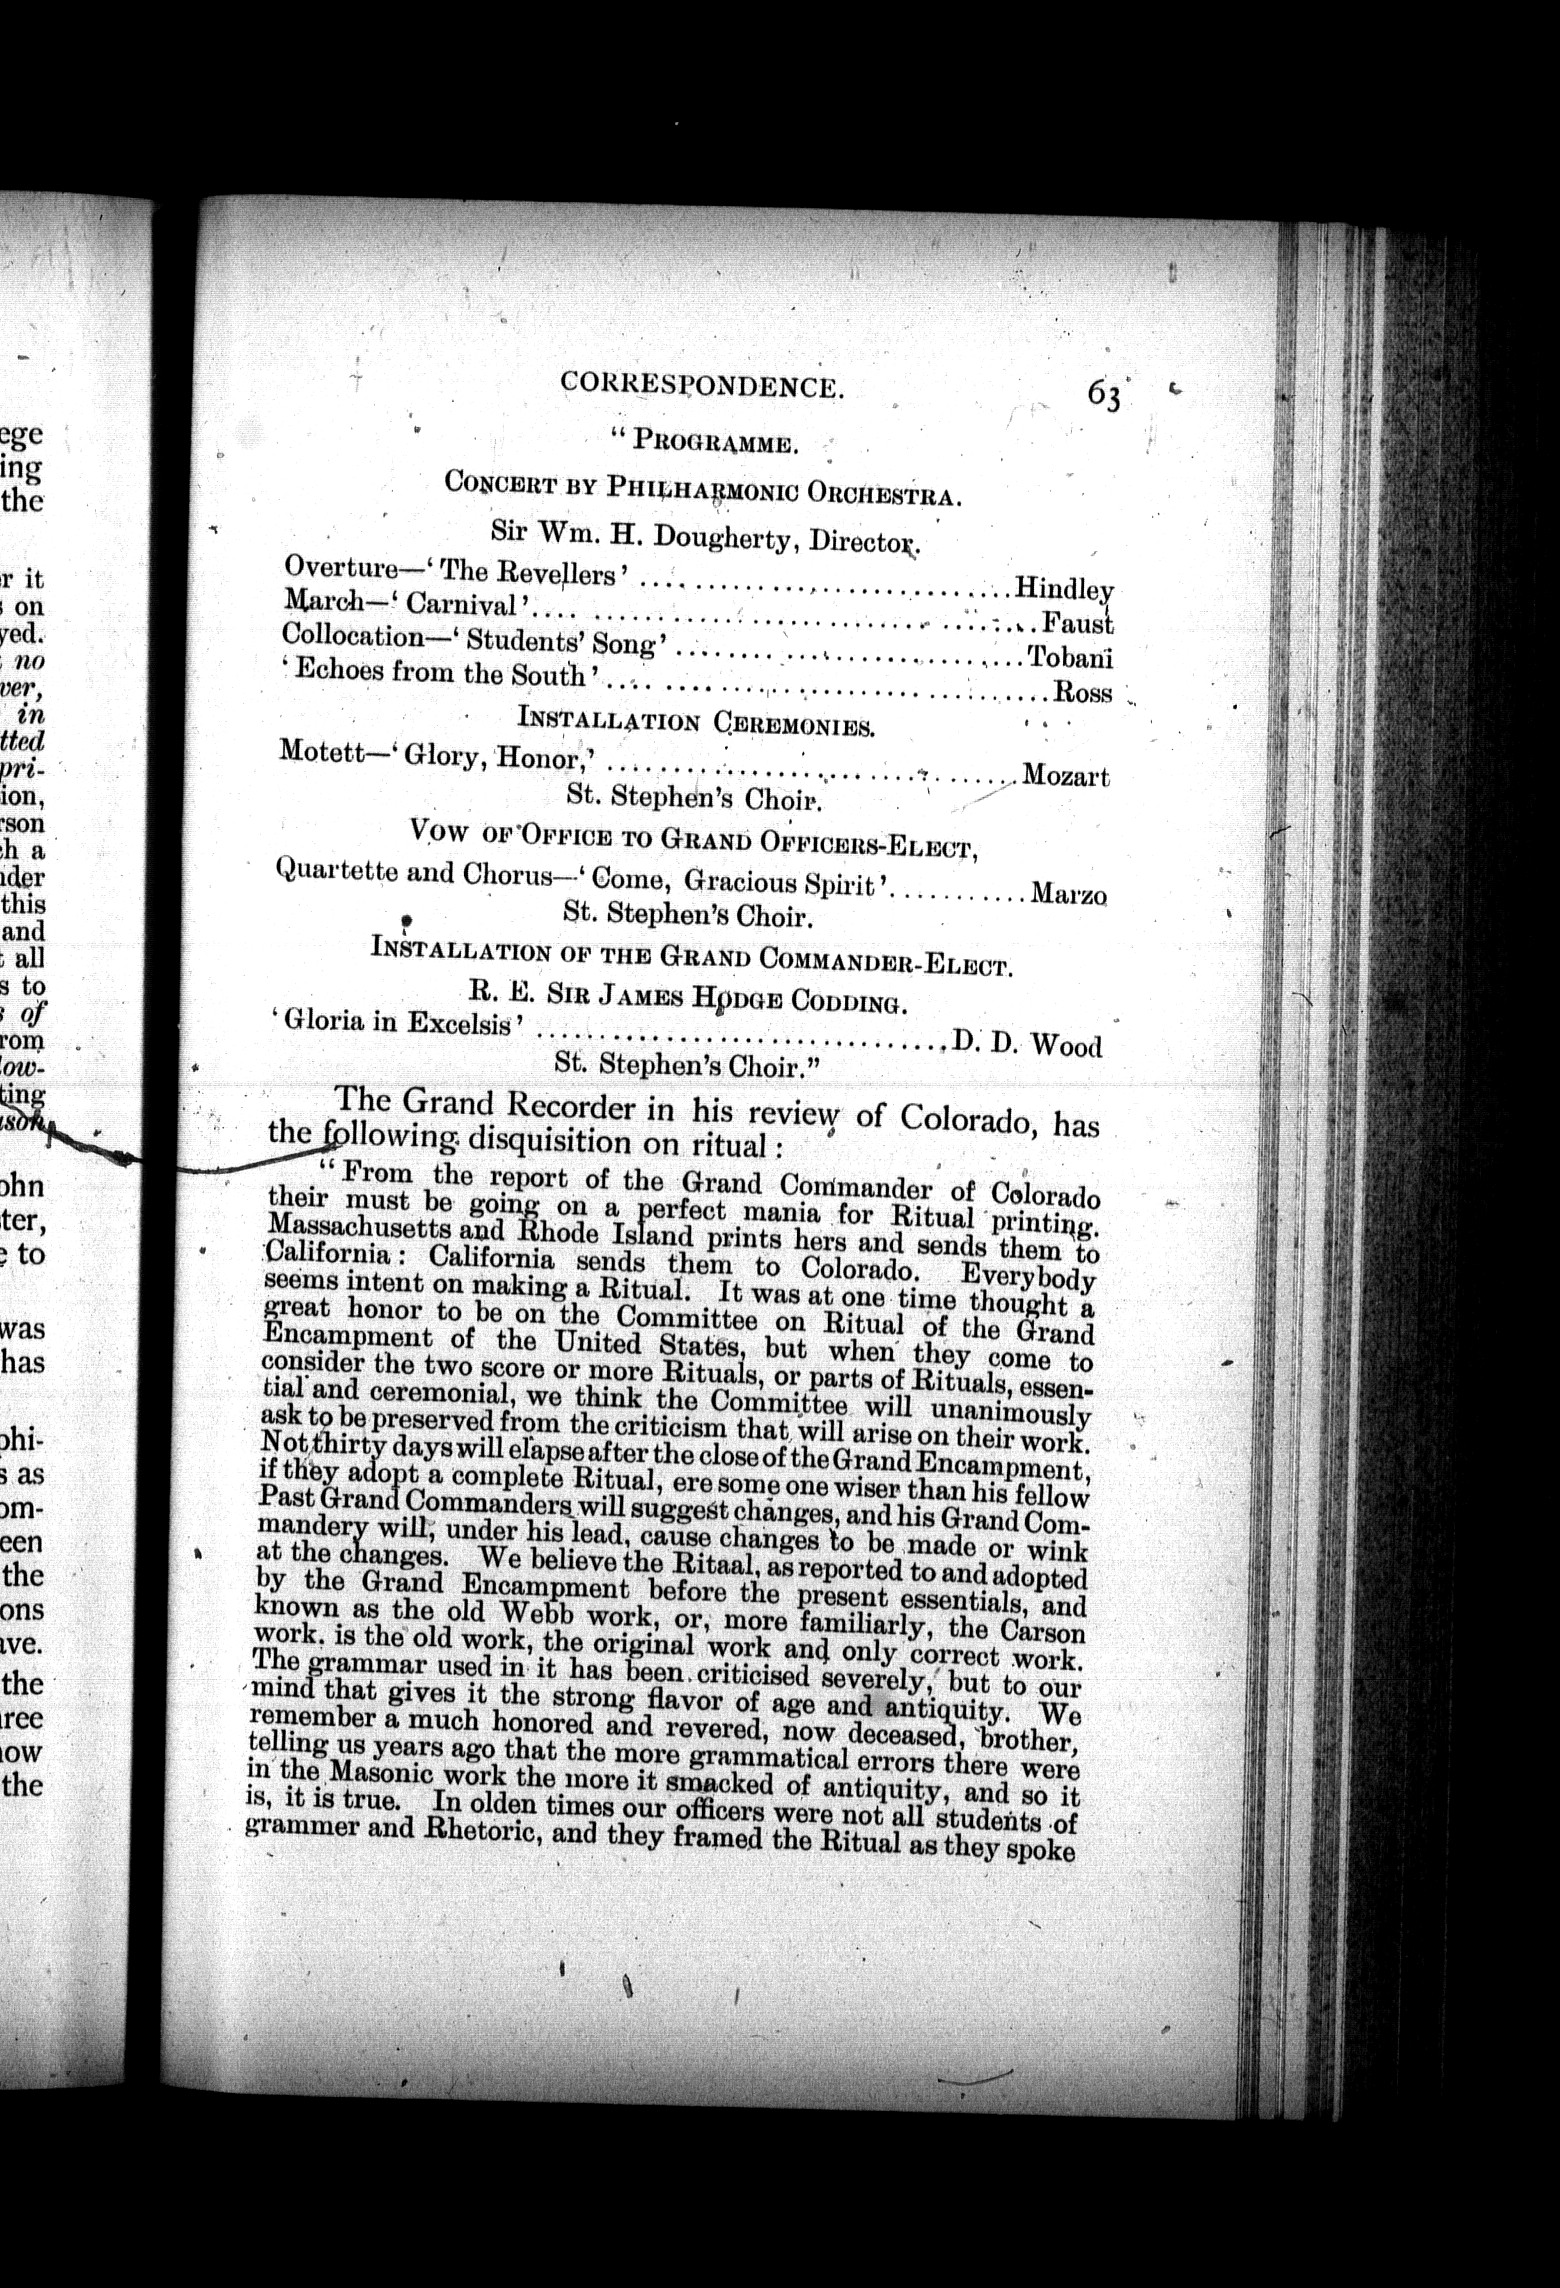 CORRESPONDENCE. 63
“ PROGRAMME.
CONCERT BY PHILHARMONIC ORCHESTRA.
Sir Wm. H. Dougherty, Director.
Overture—‘ The Revellers ’ ........................................ Hindley
March—‘ Carnival ’........................................ Faust
Collocation—‘ Students’ Song ’........................................ Tobani
‘ Echoes from the South ’........................................ Ross
INSTALLATION CEREMONIES.
Motett—‘ Glory, Honor,’ ........................................ Mozart
St. Stephen’s Choir.
VOW OF OFFICE TO GRAND OFFICERS-ELECT,
Quartette and Chorus—‘ Come, Gracious Spirit ’........... Marzo
St. Stephen’s Choir.
INSTALLATION OF THE GRAND COMMANDER-ELECT.
R. E. SIR JAMES HODGE CODDING.
‘ Gloria in Excelsis ’ ........................................ D. D. Wood
St. Stephen’s Choir.”
The Grand Recorder in his review of Colorado, has
the following disquisition on ritual :
“ From the report of the Grand Commander of Colorado
their must be going on a perfect mania for Ritual printing.
Massachusetts and Rhode Island prints hers and sends them to
California : California sends them to Colorado. Everybody
seems intent on making a Ritual. It was at one time thought a
great honor to be on the Committee on Ritual of the Grand
Encampment of the United States, but when they come to
consider the two score or more Rituals, or parts of Rituals, essen-
tial and ceremonial, we think the Committee will unanimously
ask to be preserved from the criticism that will arise on their work.
Not thirty days will elapse after the close of the Grand Encampment,
if they adopt a complete Ritual, ere some one wiser than his fellow
Past Grand Commanders will suggest changes, and his Grand Com-
mandery will, under his lead, cause changes to be made or wink
at the changes. We believe the Ritaal, as reported to and adopted
by the Grand Encampment before the present essentials, and
known as the old Webb work, or, more familiarly, the Carson
work. is the old work, the original work and only correct work.
The grammar used in it has been criticised severely, but to our
mind that gives it the strong flavor of age and antiquity. We
remember a much honored and revered, now deceased, brother,
telling us years ago that the more grammatical errors there were
in the Masonic work the more it smacked of antiquity, and so it
is, it is true. In olden times our officers were not all students of
grammer and Rhetoric, and they framed the Ritual as they spoke